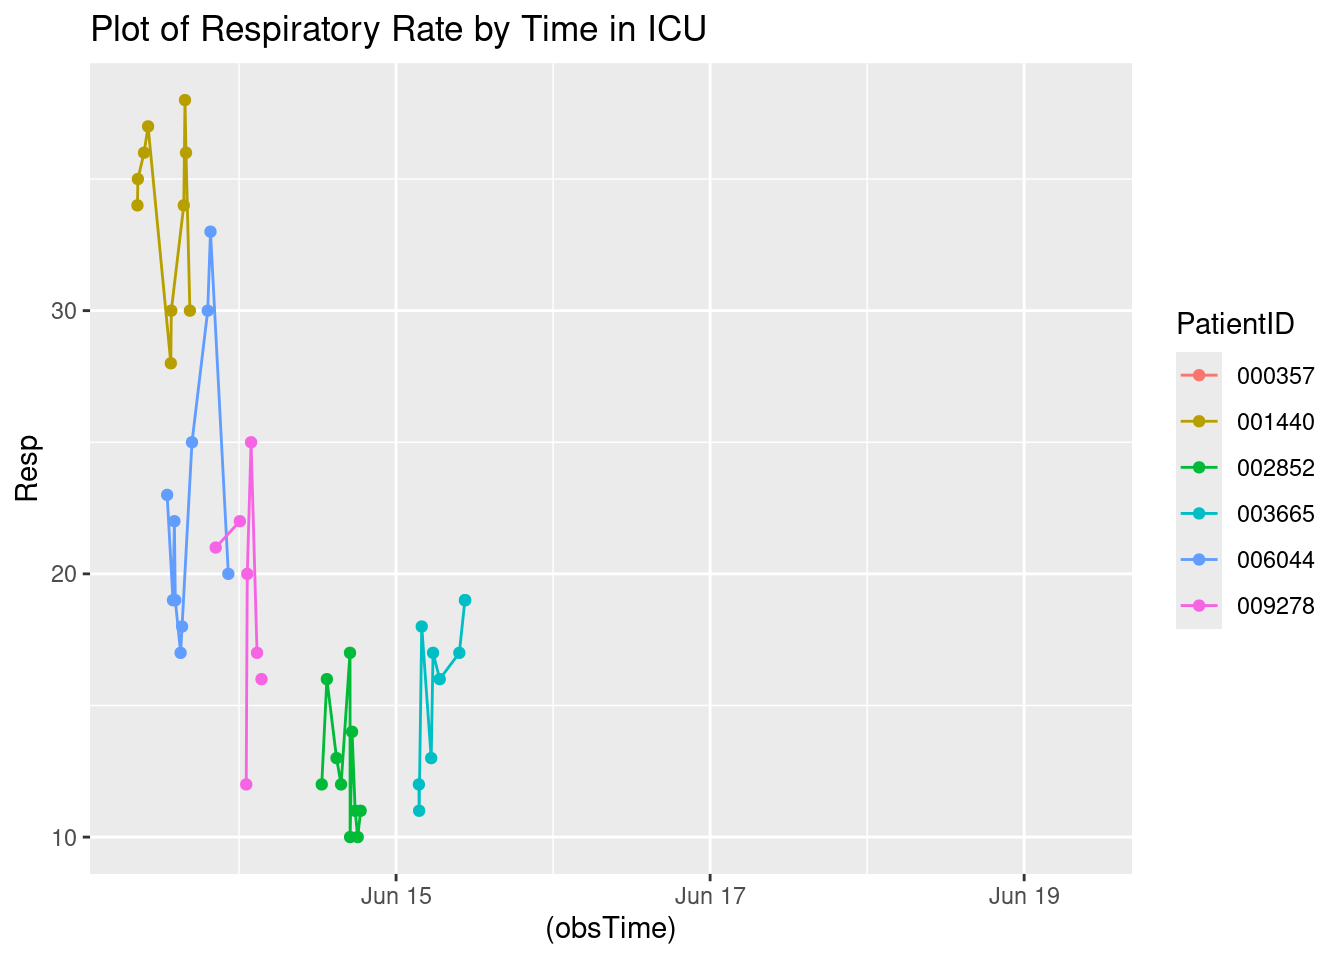 Plot of Respiratory Rate by Time in ICU
Resp
30
20
10
Jun 15
Jun 17
Jun 19
(obsTime)
PatientID
000357
001440
002852
003665
006044
009278